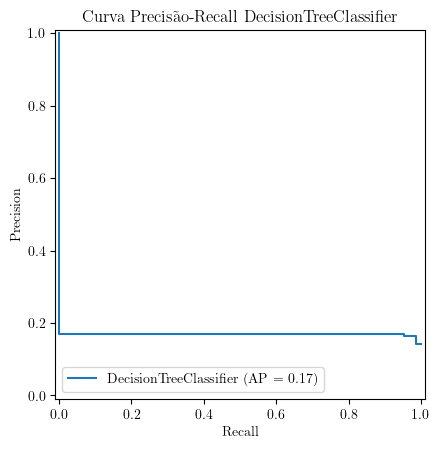 Curva Precisão-Recall DecisionTreeClassifier
1.0
0.8
0.6
0.4
0.2
0.0
Precision
DecisionTreeClassifier (AP = 0.17)
0.0 0.2 0.4 0.6 0.8 1.0
Recall